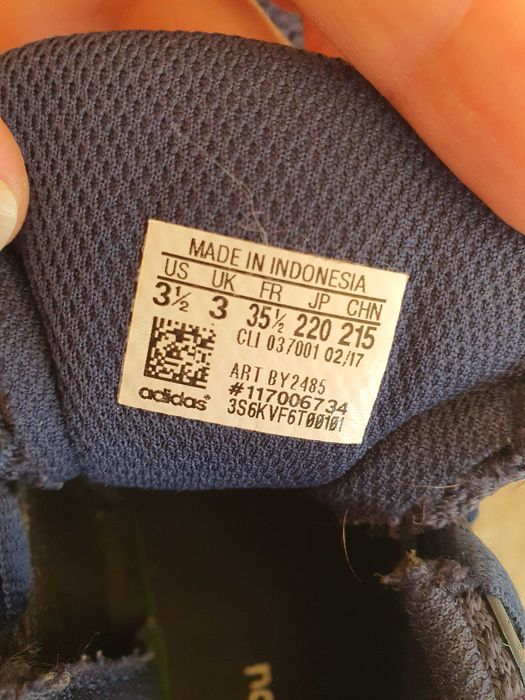 MADE IN INDONESIA
US UK FR JP CHN
3½ 3 35½ 220 215
CLI 037001 02/17
ART BY2485
#117006734
adidas 3S6KVF6T00101